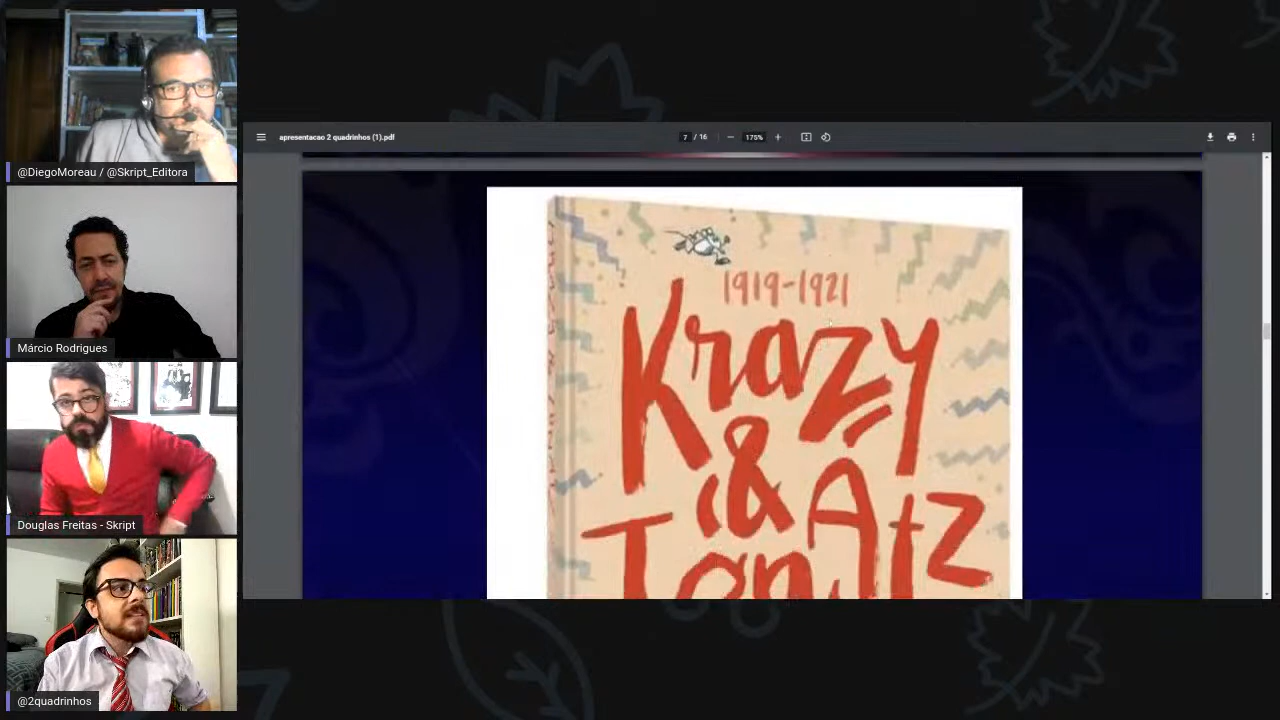 @DiegoMoreau / @Skript_Editora
Márcio Rodrigues
Douglas Freitas - Skript
@2quadrinhos
apresentacao 2 quadrinhos (1).pdf
7 / 16
175%
1919-1921
Krazy
& Ignatz